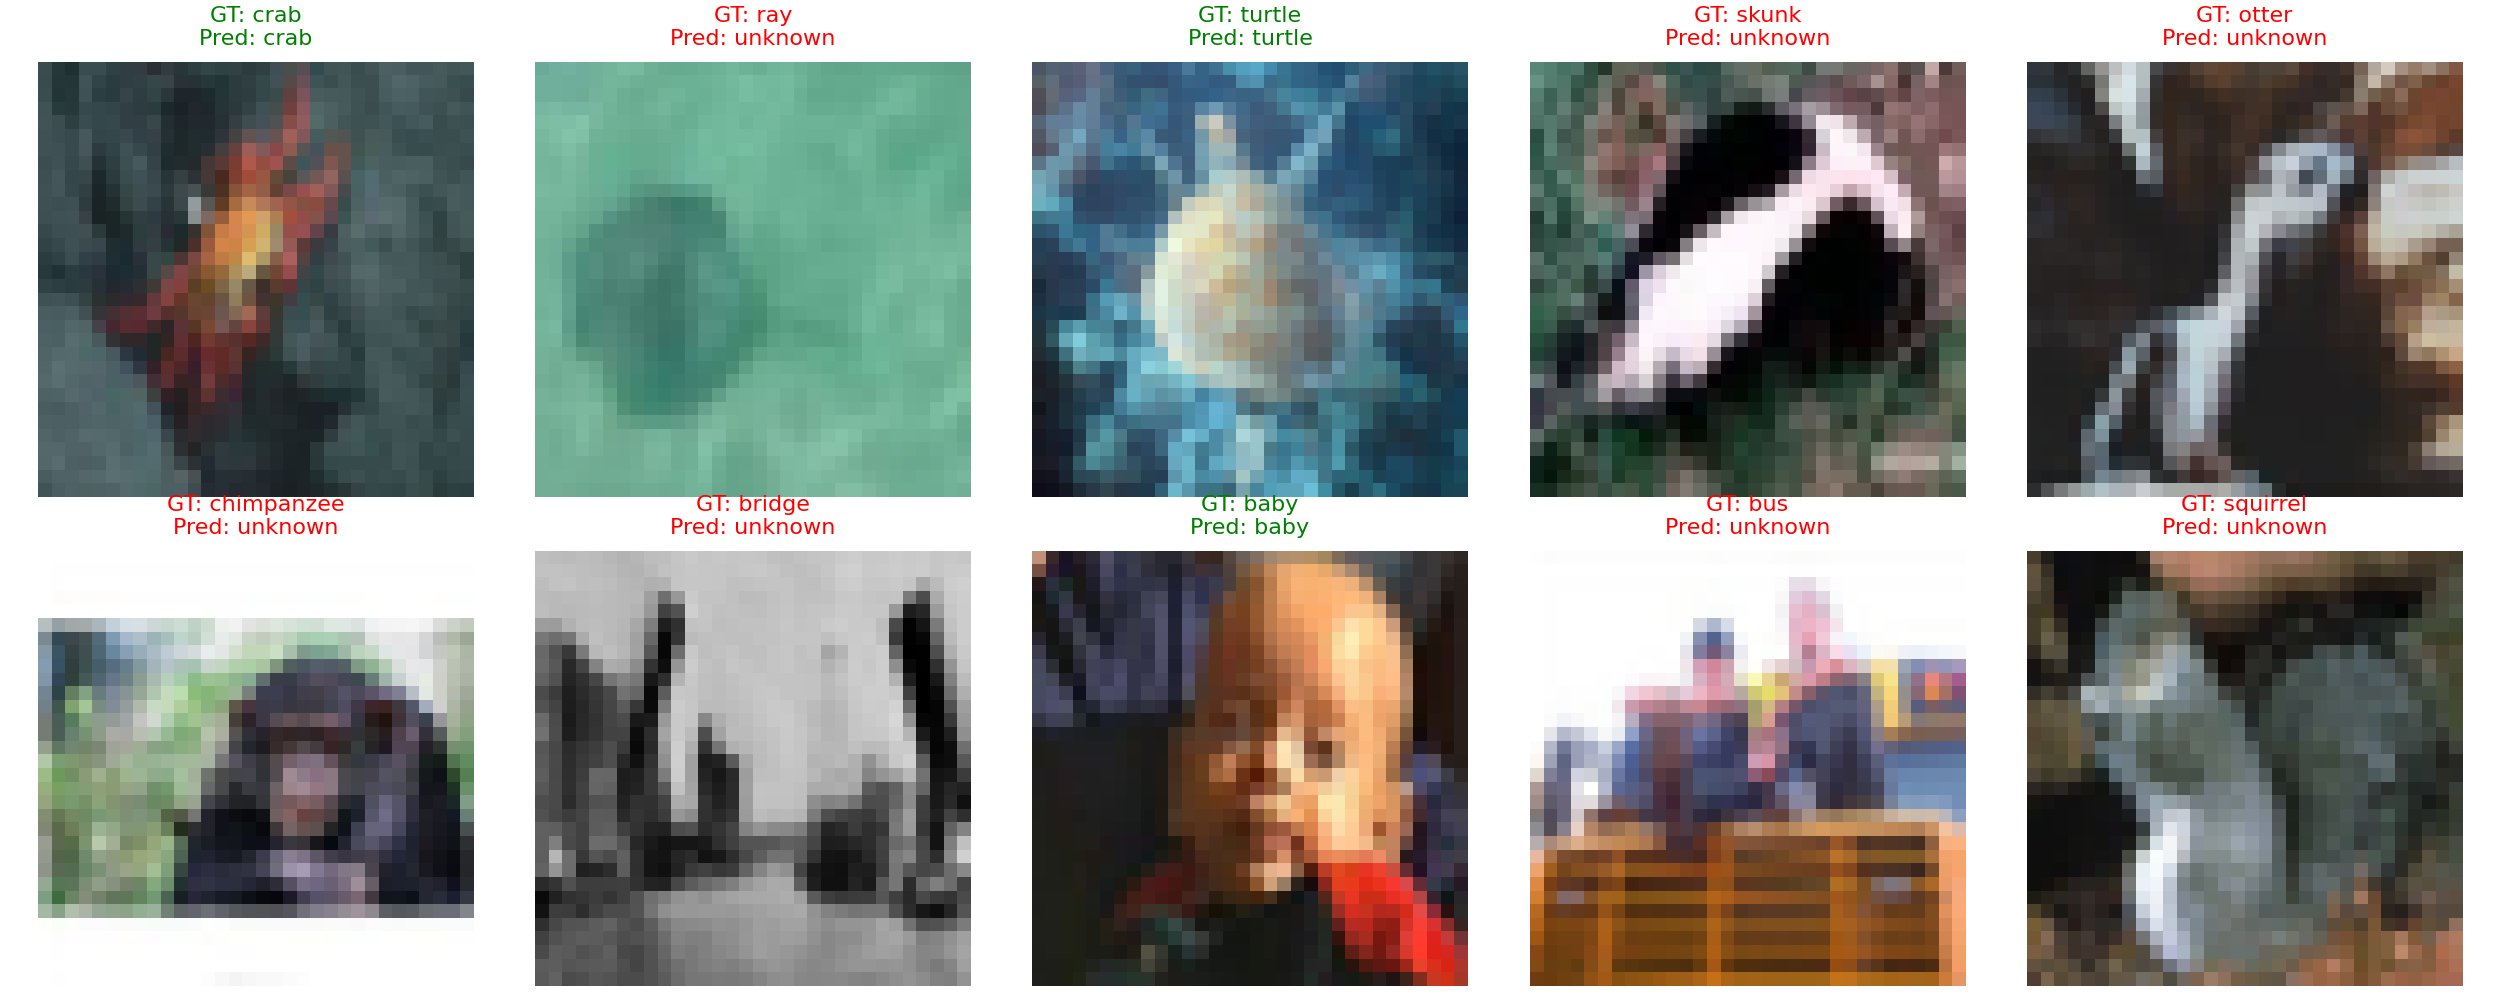 GT: crab
Pred: crab
GT: ray
Pred: unknown
GT: turtle
Pred: turtle
GT: skunk
Pred: unknown
GT: otter
Pred: unknown
GT: chimpanzee
Pred: unknown
GT: bridge
Pred: unknown
GT: baby
Pred: baby
GT: bus
Pred: unknown
GT: squirrel
Pred: unknown